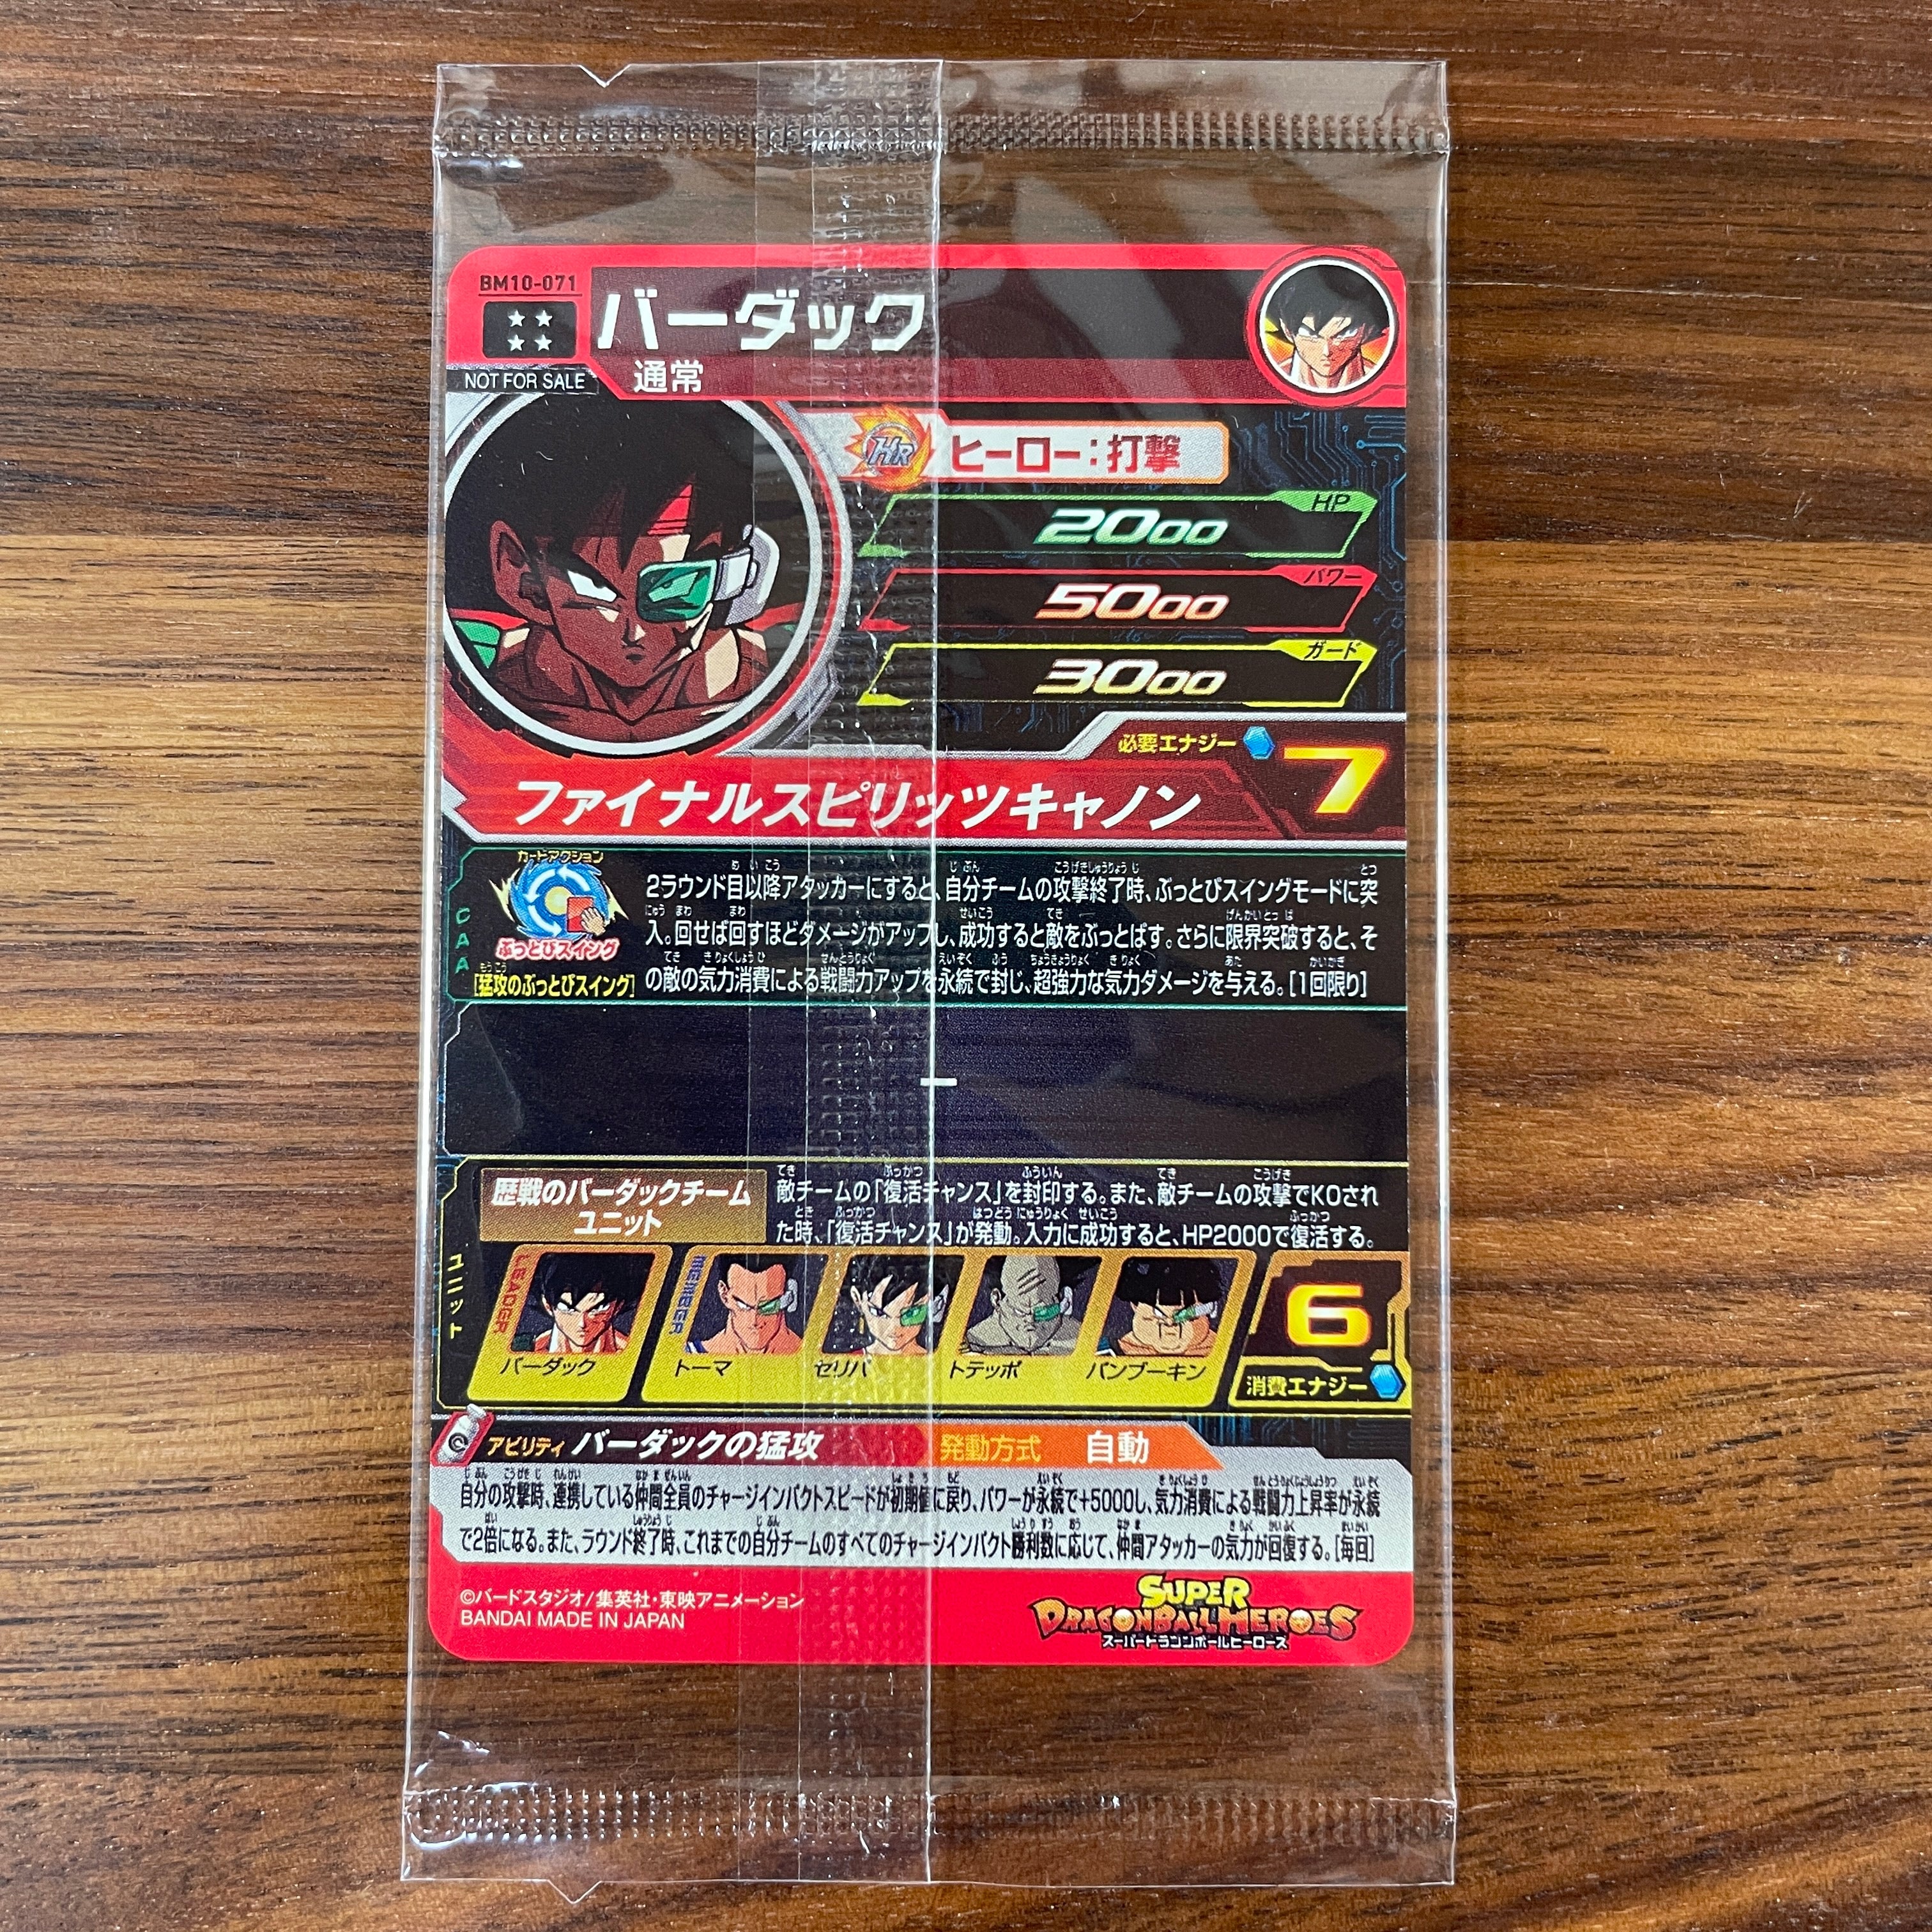 BM10-071
バーダック
NOT FOR SALE
通常
HR
ヒーロー：打撃
HP
2000
パワー
5000
ガード
3000
必要エナジー
7
ファイナルスピリッツキャノン
CAA
カードアクション
ぶっとびスイング
[猛攻のぶっとびスイング]
2ラウンド目以降アタッカーにすると、自分チームの攻撃終了時、ぶっとびスイングモードに突
入。回せば回すほどダメージがアップし、成功すると敵をぶっとばす。さらに限界突破すると、そ
の敵の気力消費による戦闘力アップを永続で封じ、超強力な気力ダメージを与える。[1回限り]
ー
ユニット
歴戦のバーダックチーム
ユニット
敵チームの「復活チャンス」を封印する。また、敵チームの攻撃でKOされ
た時、「復活チャンス」が発動。入力に成功すると、HP2000で復活する。
LEADER
バーダック
MEMBER
トーマ
セリパ
トテッポ
パンブーキン
6
消費エナジー
アビリティ バーダックの猛攻 発動方式 自動
自分の攻撃時、連携している仲間全員のチャージインパクトスピードが初期値に戻り、パワーが永続で+5000し、気力消費による戦闘力上昇率が永続
で2倍になる。また、ラウンド終了時、これまでの自分チームのすべてのチャージインパクト勝利数に応じて、仲間アタッカーの気力が回復する。[毎回]
©バードスタジオ/集英社・東映アニメーション
BANDAI MADE IN JAPAN
SUPER
DRAGONBALL HEROES
スーパードラゴンボールヒーローズ